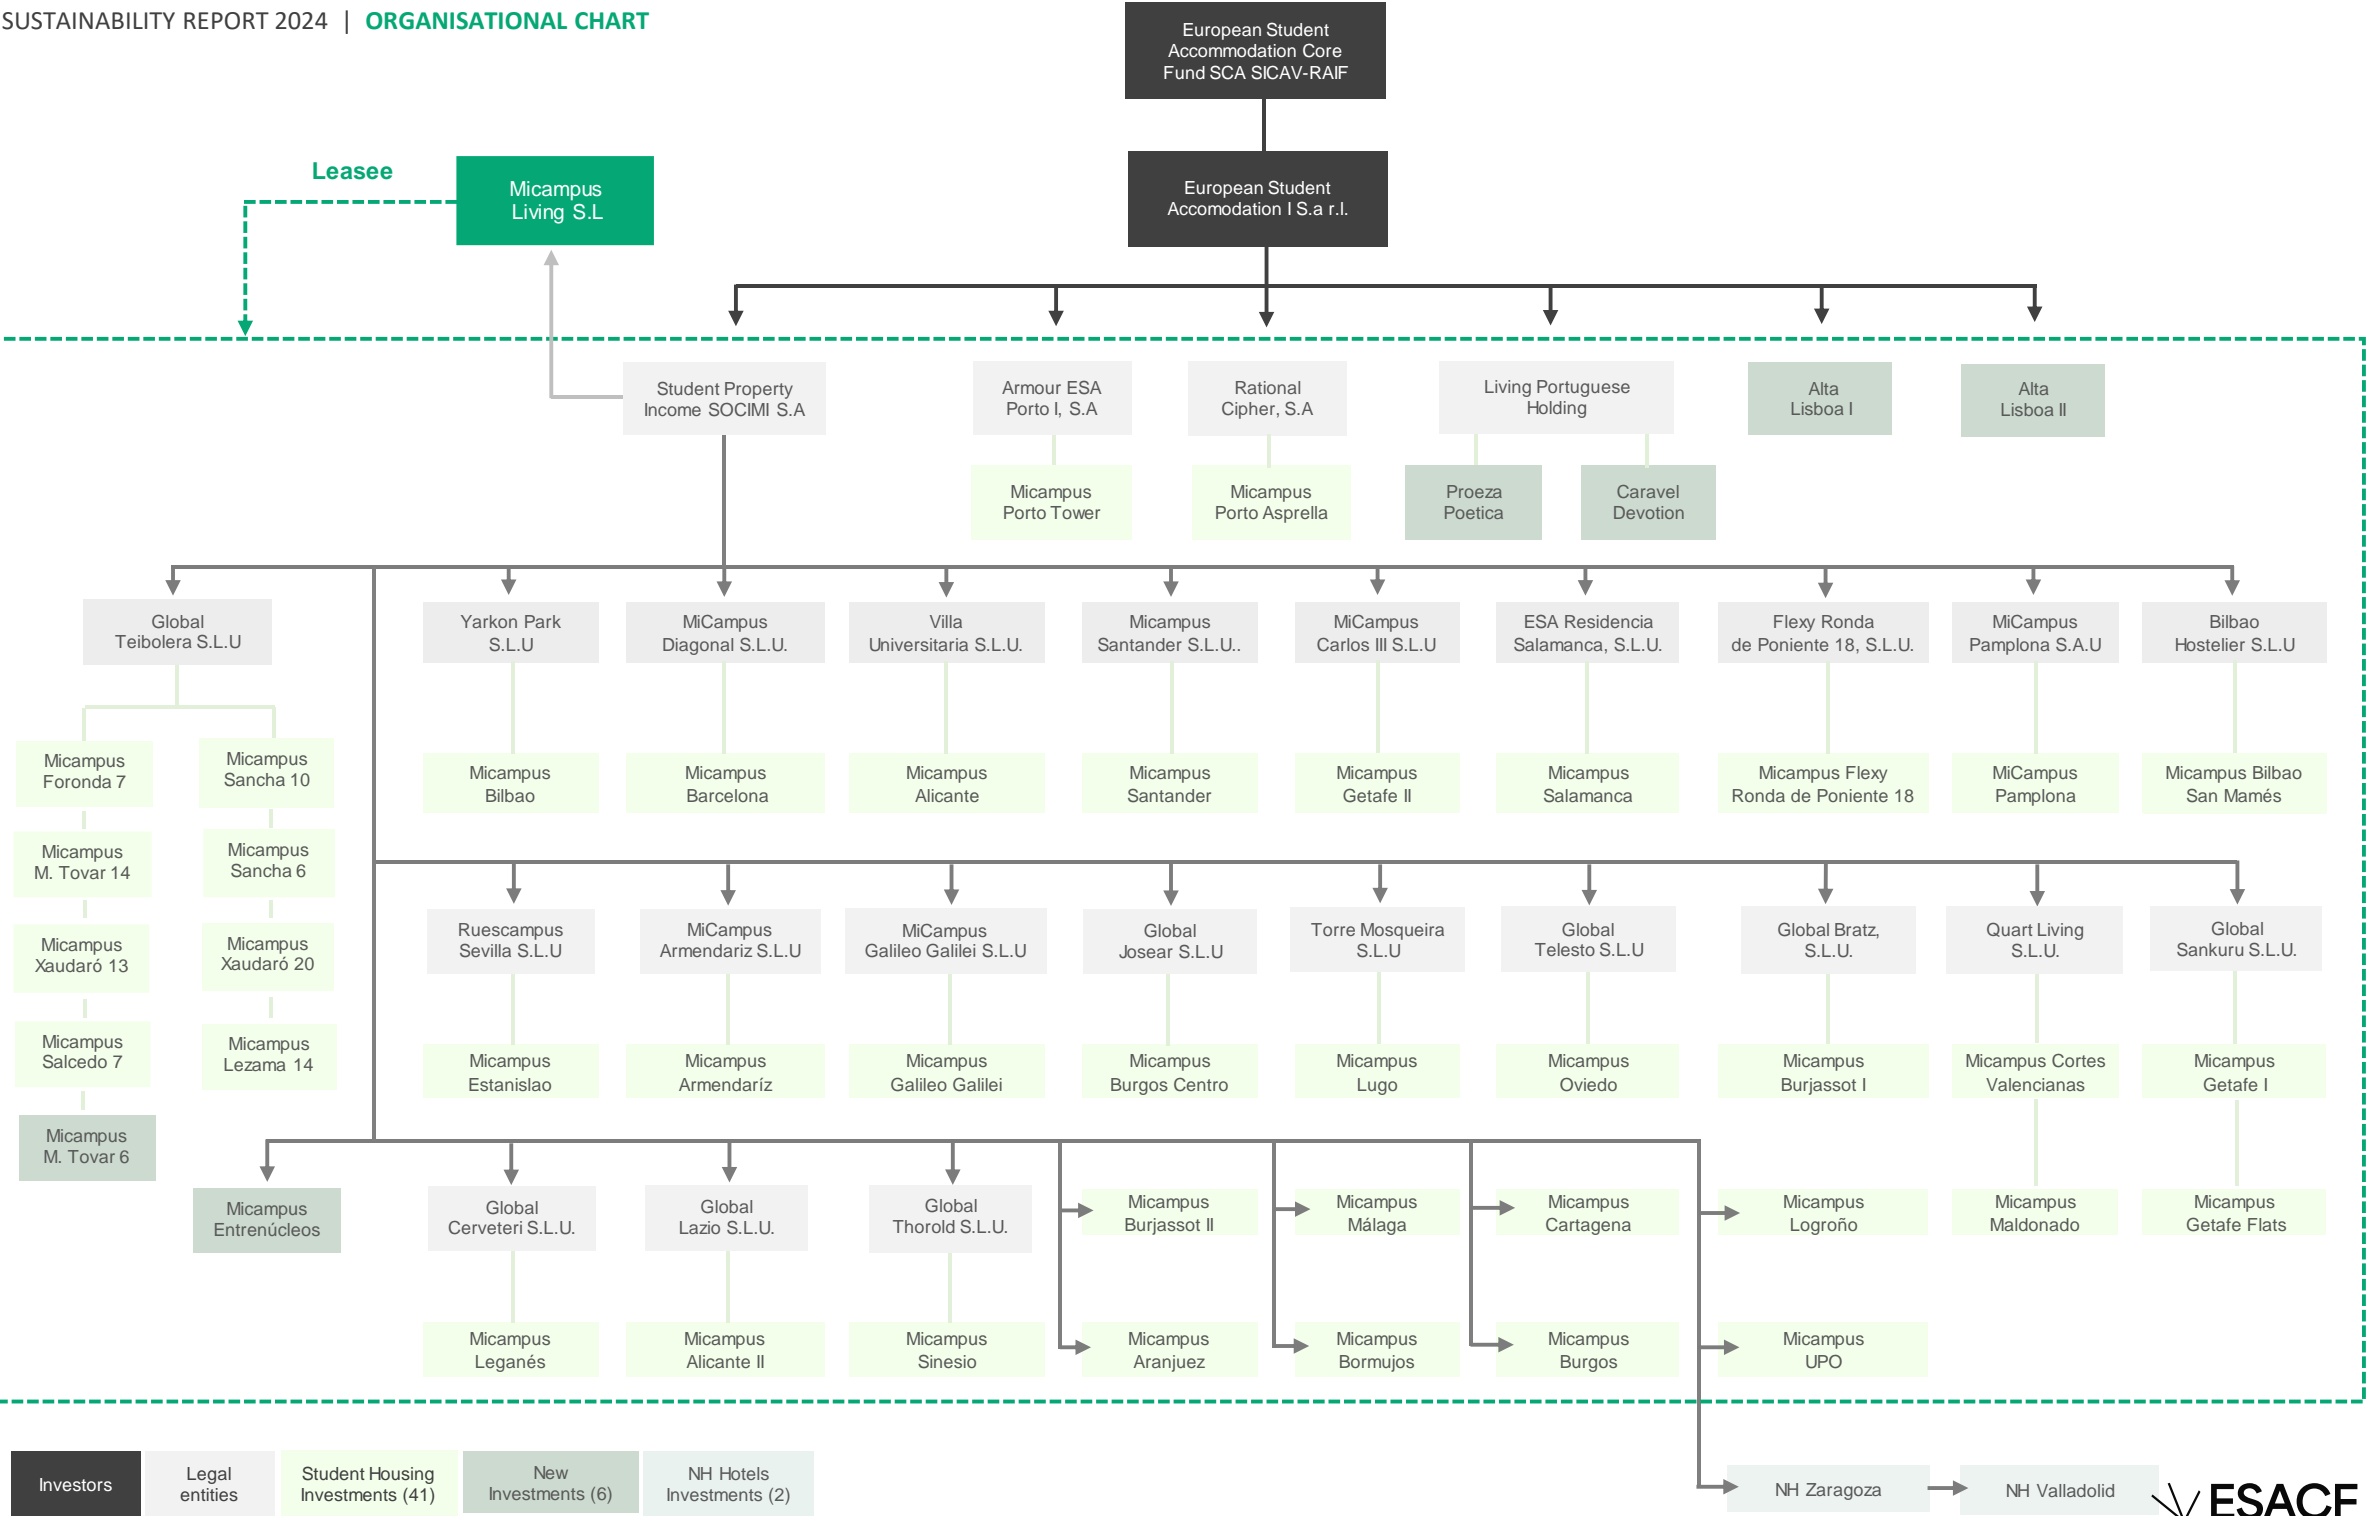 SUSTAINABILITY REPORT 2024 | ORGANISATIONAL CHART
European Student
Accommodation Core
Fund SCA SICAV-RAIF
Leasee
Micampus
Living S.L
European Student
Accomodation I S.a r.l.
Student Property
Income SOCIMI S.A
Armour ESA
Porto I, S.A
Rational
Cipher, S.A
Living Portuguese
Holding
Alta
Lisboa I
Alta
Lisboa II
Micampus
Porto Tower
Micampus
Porto Asprella
Proeza
Poetica
Caravel
Devotion
Global
Teibolera S.L.U
Yarkon Park
S.L.U
MiCampus
Diagonal S.L.U.
Villa
Universitaria S.L.U.
Micampus
Santander S.L.U..
MiCampus
Carlos III S.L.U
ESA Residencia
Salamanca, S.L.U.
Flexy Ronda
de Poniente 18, S.L.U.
MiCampus
Pamplona S.A.U
Bilbao
Hostelier S.L.U
Micampus
Foronda 7
Micampus
Sancha 10
Micampus
Bilbao
Micampus
Barcelona
Micampus
Alicante
Micampus
Santander
Micampus
Getafe II
Micampus
Salamanca
Micampus Flexy
Ronda de Poniente 18
MiCampus
Pamplona
Micampus Bilbao
San Mamés
Micampus
M. Tovar 14
Micampus
Sancha 6
Micampus
Xaudaró 13
Micampus
Xaudaró 20
Ruescampus
Sevilla S.L.U
MiCampus
Armendariz S.L.U
MiCampus
Galileo Galilei S.L.U
Global
Josear S.L.U
Torre Mosqueira
S.L.U
Global
Telesto S.L.U
Global Bratz,
S.L.U.
Quart Living
S.L.U.
Global
Sankuru S.L.U.
Micampus
Salcedo 7
Micampus
Lezama 14
Micampus
Estanislao
Micampus
Armendaríz
Micampus
Galileo Galilei
Micampus
Burgos Centro
Micampus
Lugo
Micampus
Oviedo
Micampus
Burjassot I
Micampus Cortes
Valencianas
Micampus
Getafe I
Micampus
M. Tovar 6
Micampus
Entrenúcleos
Global
Cerveteri S.L.U.
Global
Lazio S.L.U.
Global
Thorold S.L.U.
Micampus
Burjassot II
Micampus
Málaga
Micampus
Cartagena
Micampus
Logroño
Micampus
Maldonado
Micampus
Getafe Flats
Micampus
Leganés
Micampus
Alicante II
Micampus
Sinesio
Micampus
Aranjuez
Micampus
Bormujos
Micampus
Burgos
Micampus
UPO
Investors
Legal
entities
Student Housing
Investments (41)
New
Investments (6)
NH Hotels
Investments (2)
NH Zaragoza
NH Valladolid
ESACF